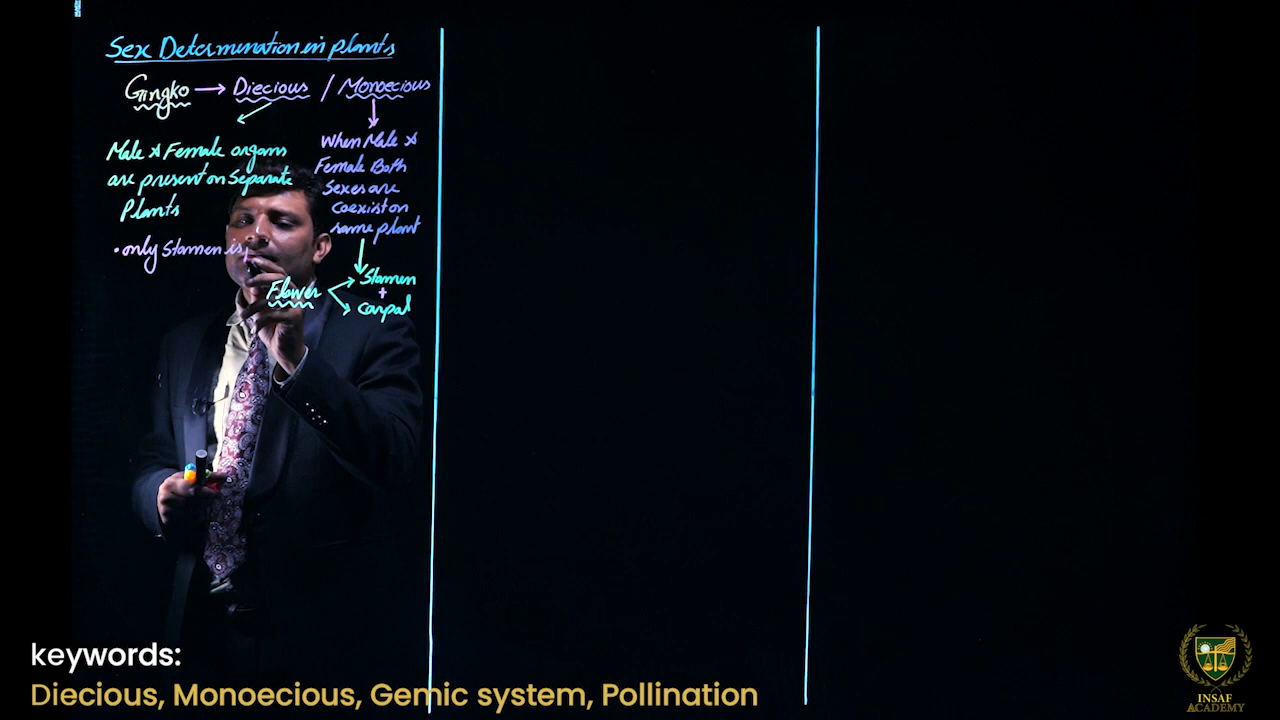 Sex Determination in plants
Gingko → Diecious / Monoecious
Male & Female organs
are present on Separate
Plants
• only Stamen is
When Male &
Female Both
Sexes are
Coexist on
same plant
Flower
Stamen
+
Carpal
keywords:
Diecious, Monoecious, Gemic system, Pollination
INSAF
ACADEMY